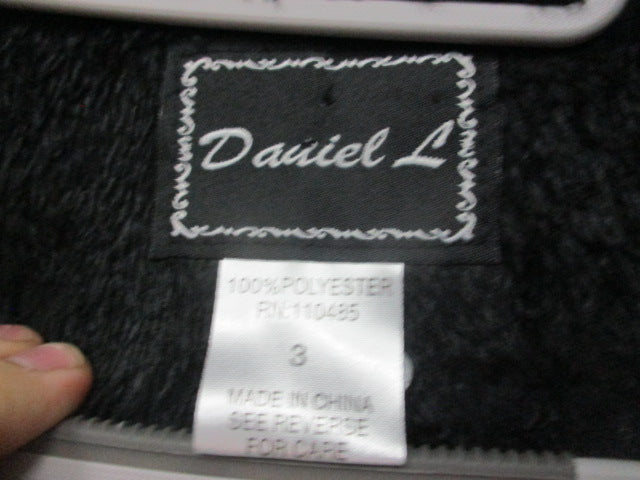 Daniel L
100% POLYESTER
RN:110485
3
MADE IN CHINA
SEE REVERSE
FOR CARE